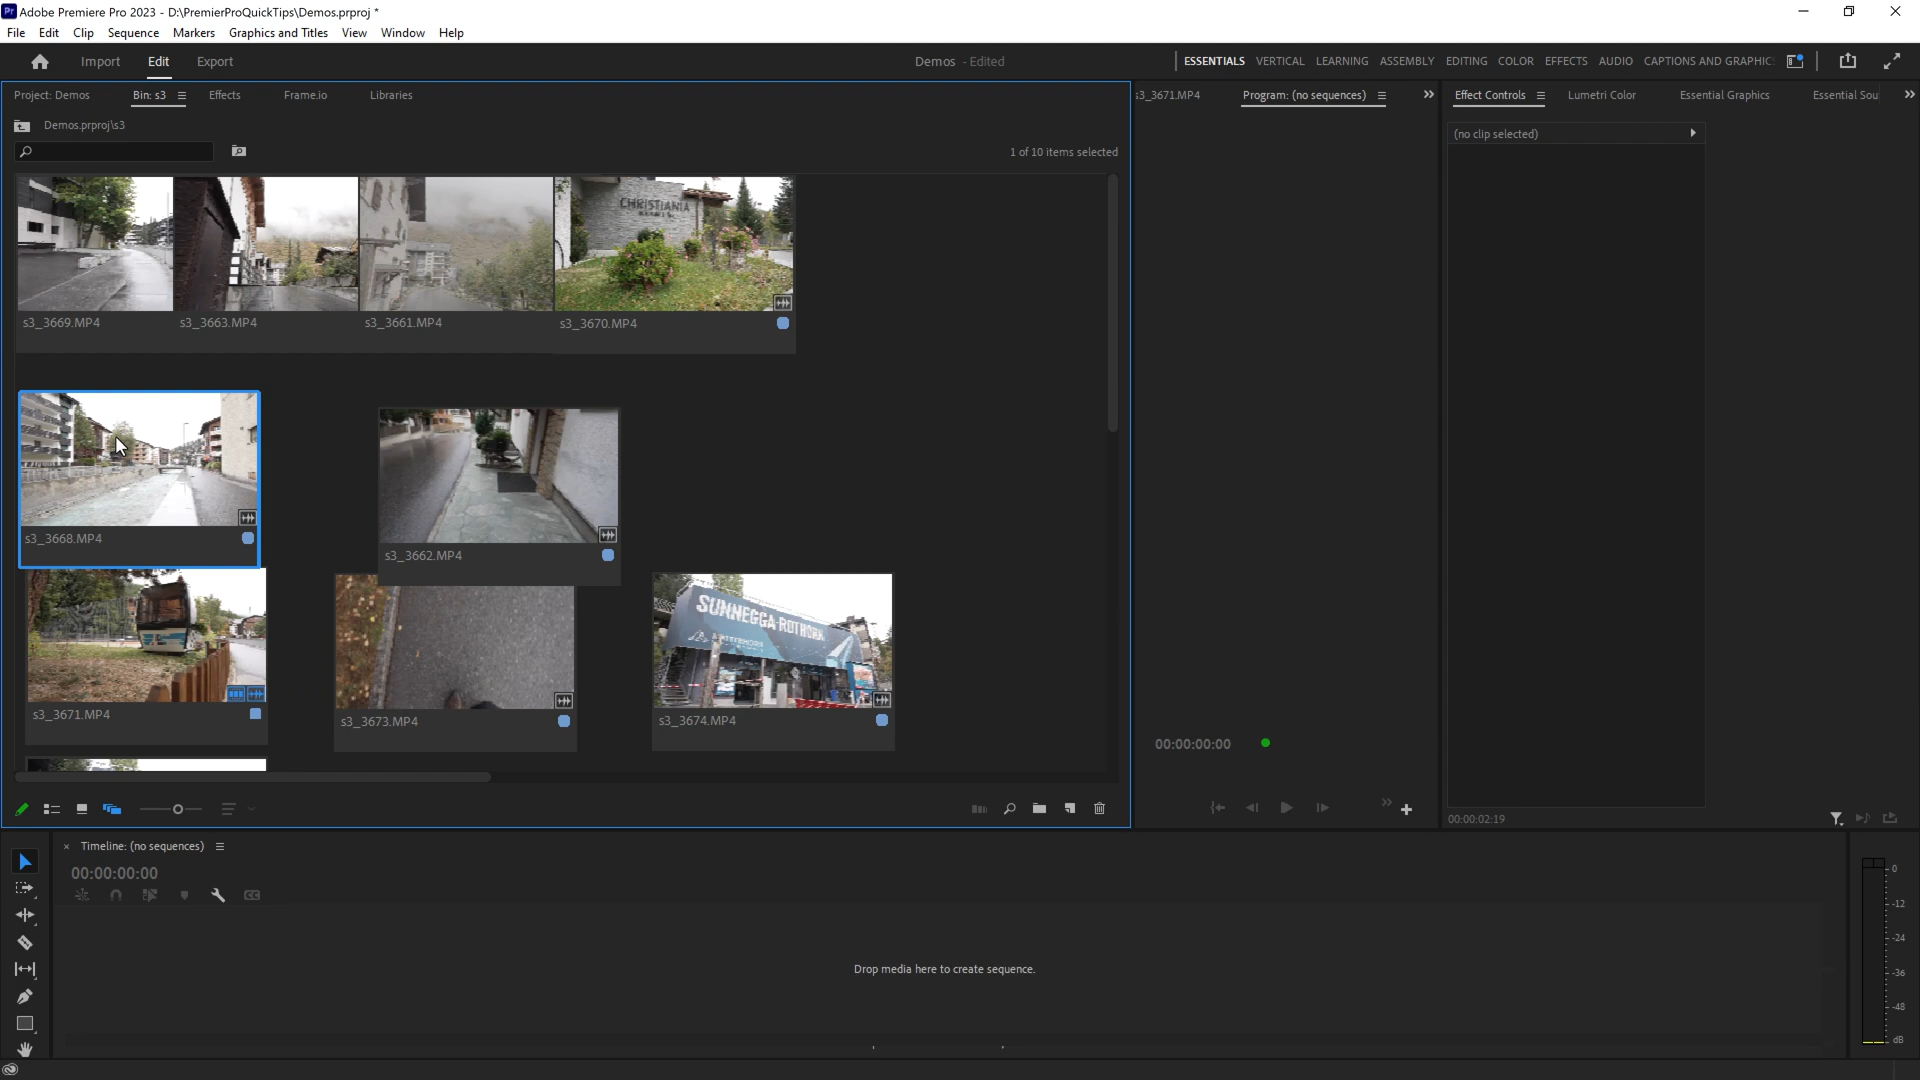 Adobe Premiere Pro 2023 - D:\PremierProQuickTips\Demos.prproj *
File Edit Clip Sequence Markers Graphics and Titles View Window Help
Import Edit Export
Demos - Edited
ESSENTIALS VERTICAL LEARNING ASSEMBLY EDITING COLOR EFFECTS AUDIO CAPTIONS AND GRAPHIC
Project: Demos Bin: s3 Effects Frame.io Libraries
s3_3671.MP4 Program: (no sequences)
Effect Controls Lumetri Color Essential Graphics Essential Sou
Demos.prproj\s3
(no clip selected)
1 of 10 items selected
CHRISTIANIA
s3_3669.MP4 s3_3663.MP4 s3_3661.MP4 s3_3670.MP4
s3_3668.MP4
s3_3662.MP4
SUNNEGGA-ROTHORN
s3_3671.MP4 s3_3673.MP4 s3_3674.MP4
00:00:00:00
00:00:02:19
Timeline: (no sequences)
00:00:00:00
Drop media here to create sequence.
0
-12
-24
-36
-48
dB